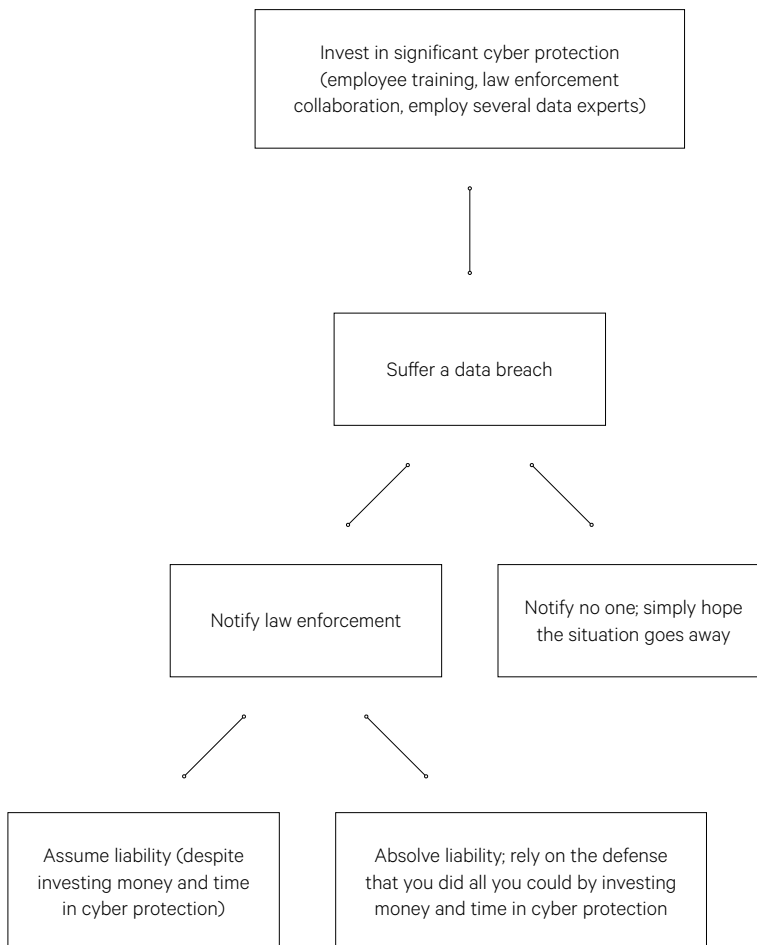 Invest in significant cyber protection
(employee training, law enforcement
collaboration, employ several data experts)
Suffer a data breach
Notify law enforcement
Notify no one; simply hope
the situation goes away
Assume liability (despite
investing money and time
in cyber protection)
Absolve liability; rely on the defense
that you did all you could by investing
money and time in cyber protection